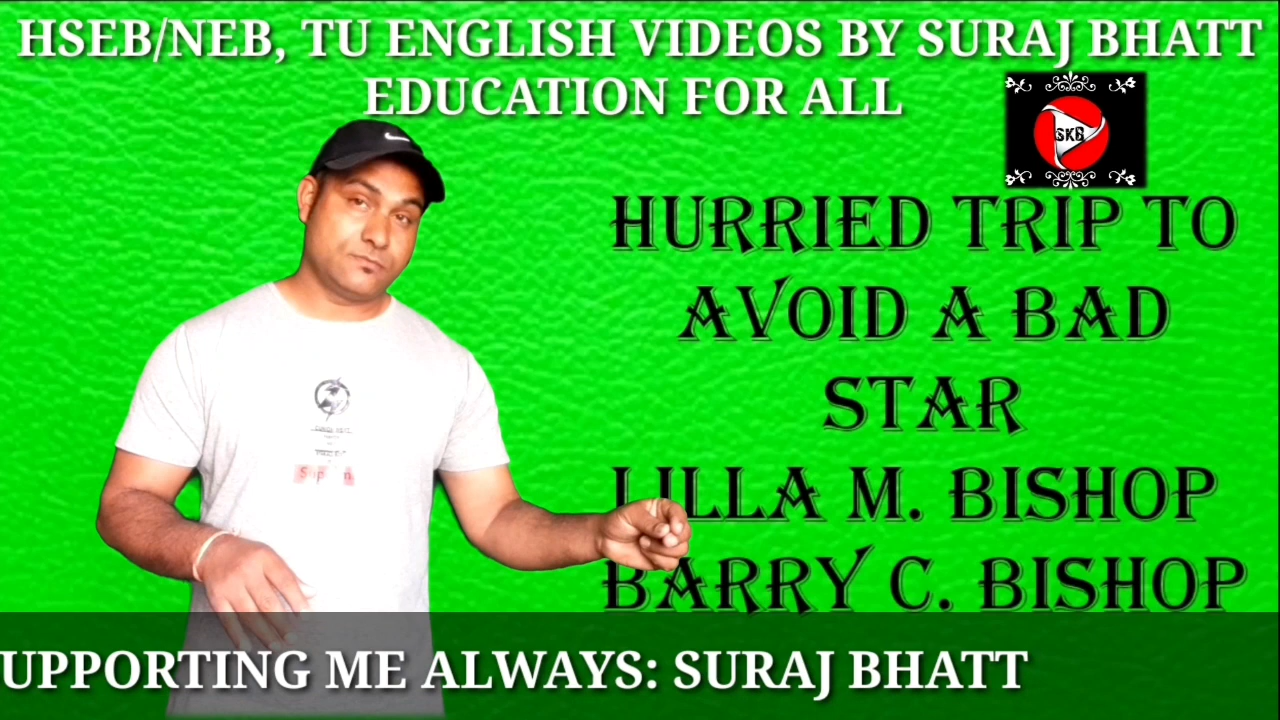 HSEB/NEB, TU ENGLISH VIDEOS BY SURAJ BHATT
EDUCATION FOR ALL
SKB
HURRIED TRIP TO
AVOID A BAD
STAR
LILLA M. BISHOP
BARRY C. BISHOP
UPPORTING ME ALWAYS: SURAJ BHATT